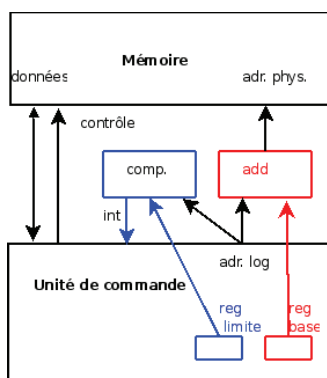 Mémoire
données
adr. phys.
contrôle
comp.
add
int
adr. log
Unité de commande
reg
limite
reg
base